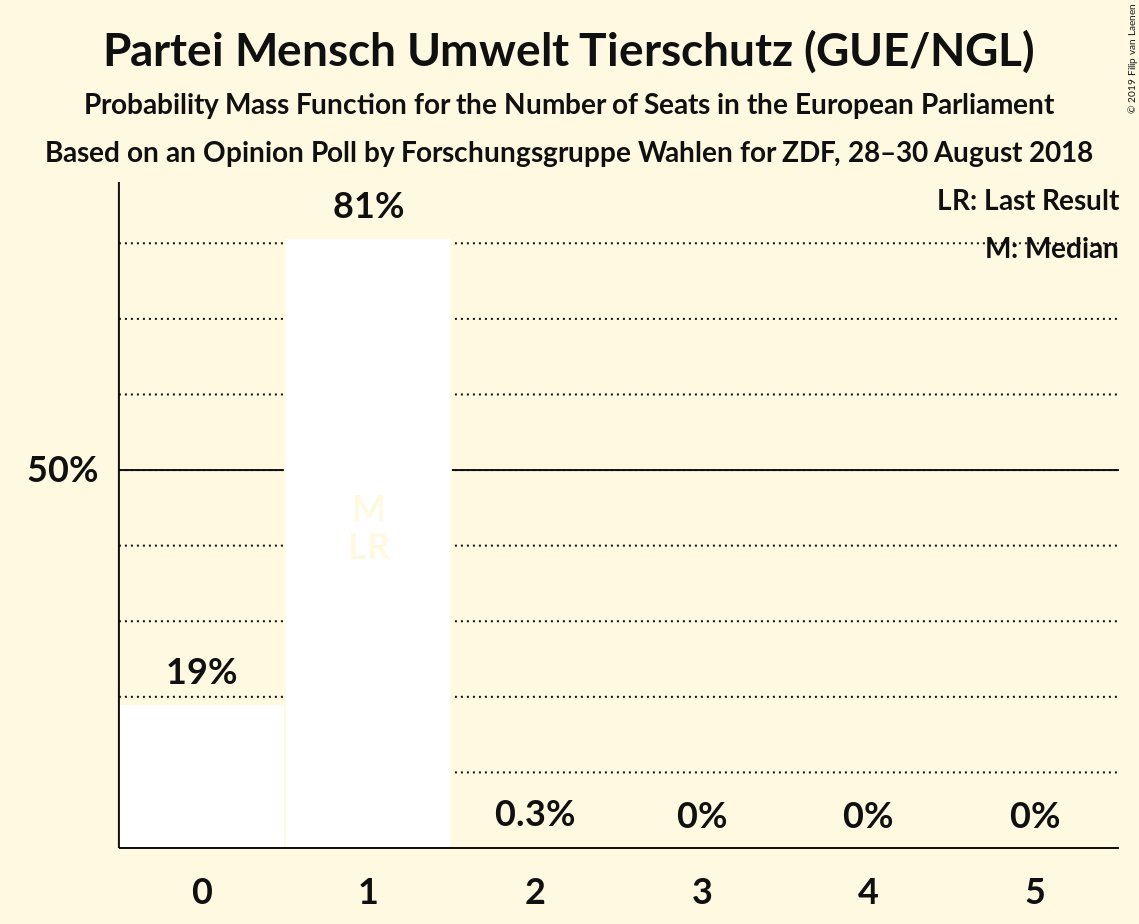 Partei Mensch Umwelt Tierschutz (GUE/NGL)
Probability Mass Function for the Number of Seats in the European Parliament
Based on an Opinion Poll by Forschungsgruppe Wahlen for ZDF, 28–30 August 2018
© 2019 Filip van Laenen
LR: Last Result
M: Median
81%
50%
M
LR
19%
0.3%
0%
0%
0%
0 1 2 3 4 5